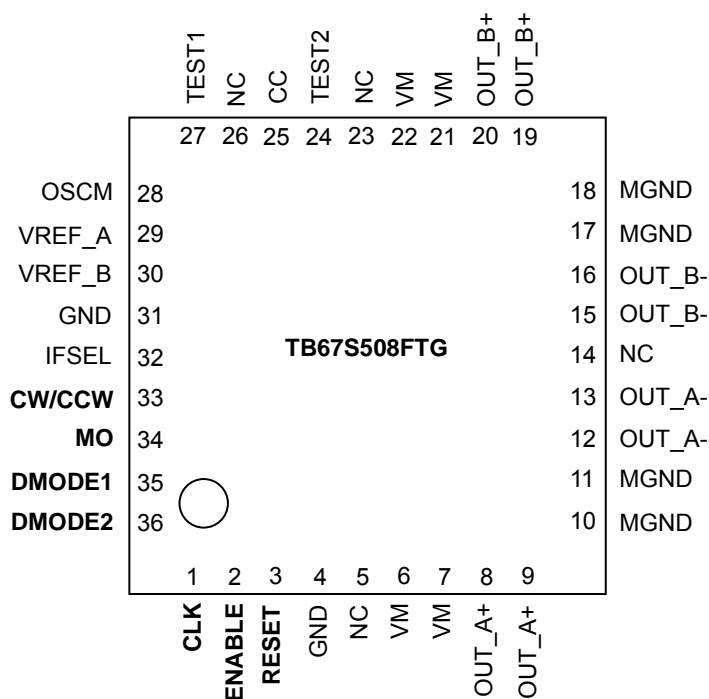 TEST1 NC CC TEST2 NC VM VM OUT_B+ OUT_B+
27 26 25 24 23 22 21 20 19
OSCM 28
VREF_A 29
VREF_B 30
GND 31
IFSEL 32
CW/CCW 33
MO 34
DMODE1 35
DMODE2 36
TB67S508FTG
18 MGND
17 MGND
16 OUT_B-
15 OUT_B-
14 NC
13 OUT_A-
12 OUT_A-
11 MGND
10 MGND
1 2 3 4 5 6 7 8 9
CLK ENABLE RESET GND NC VM VM OUT_A+ OUT_A+